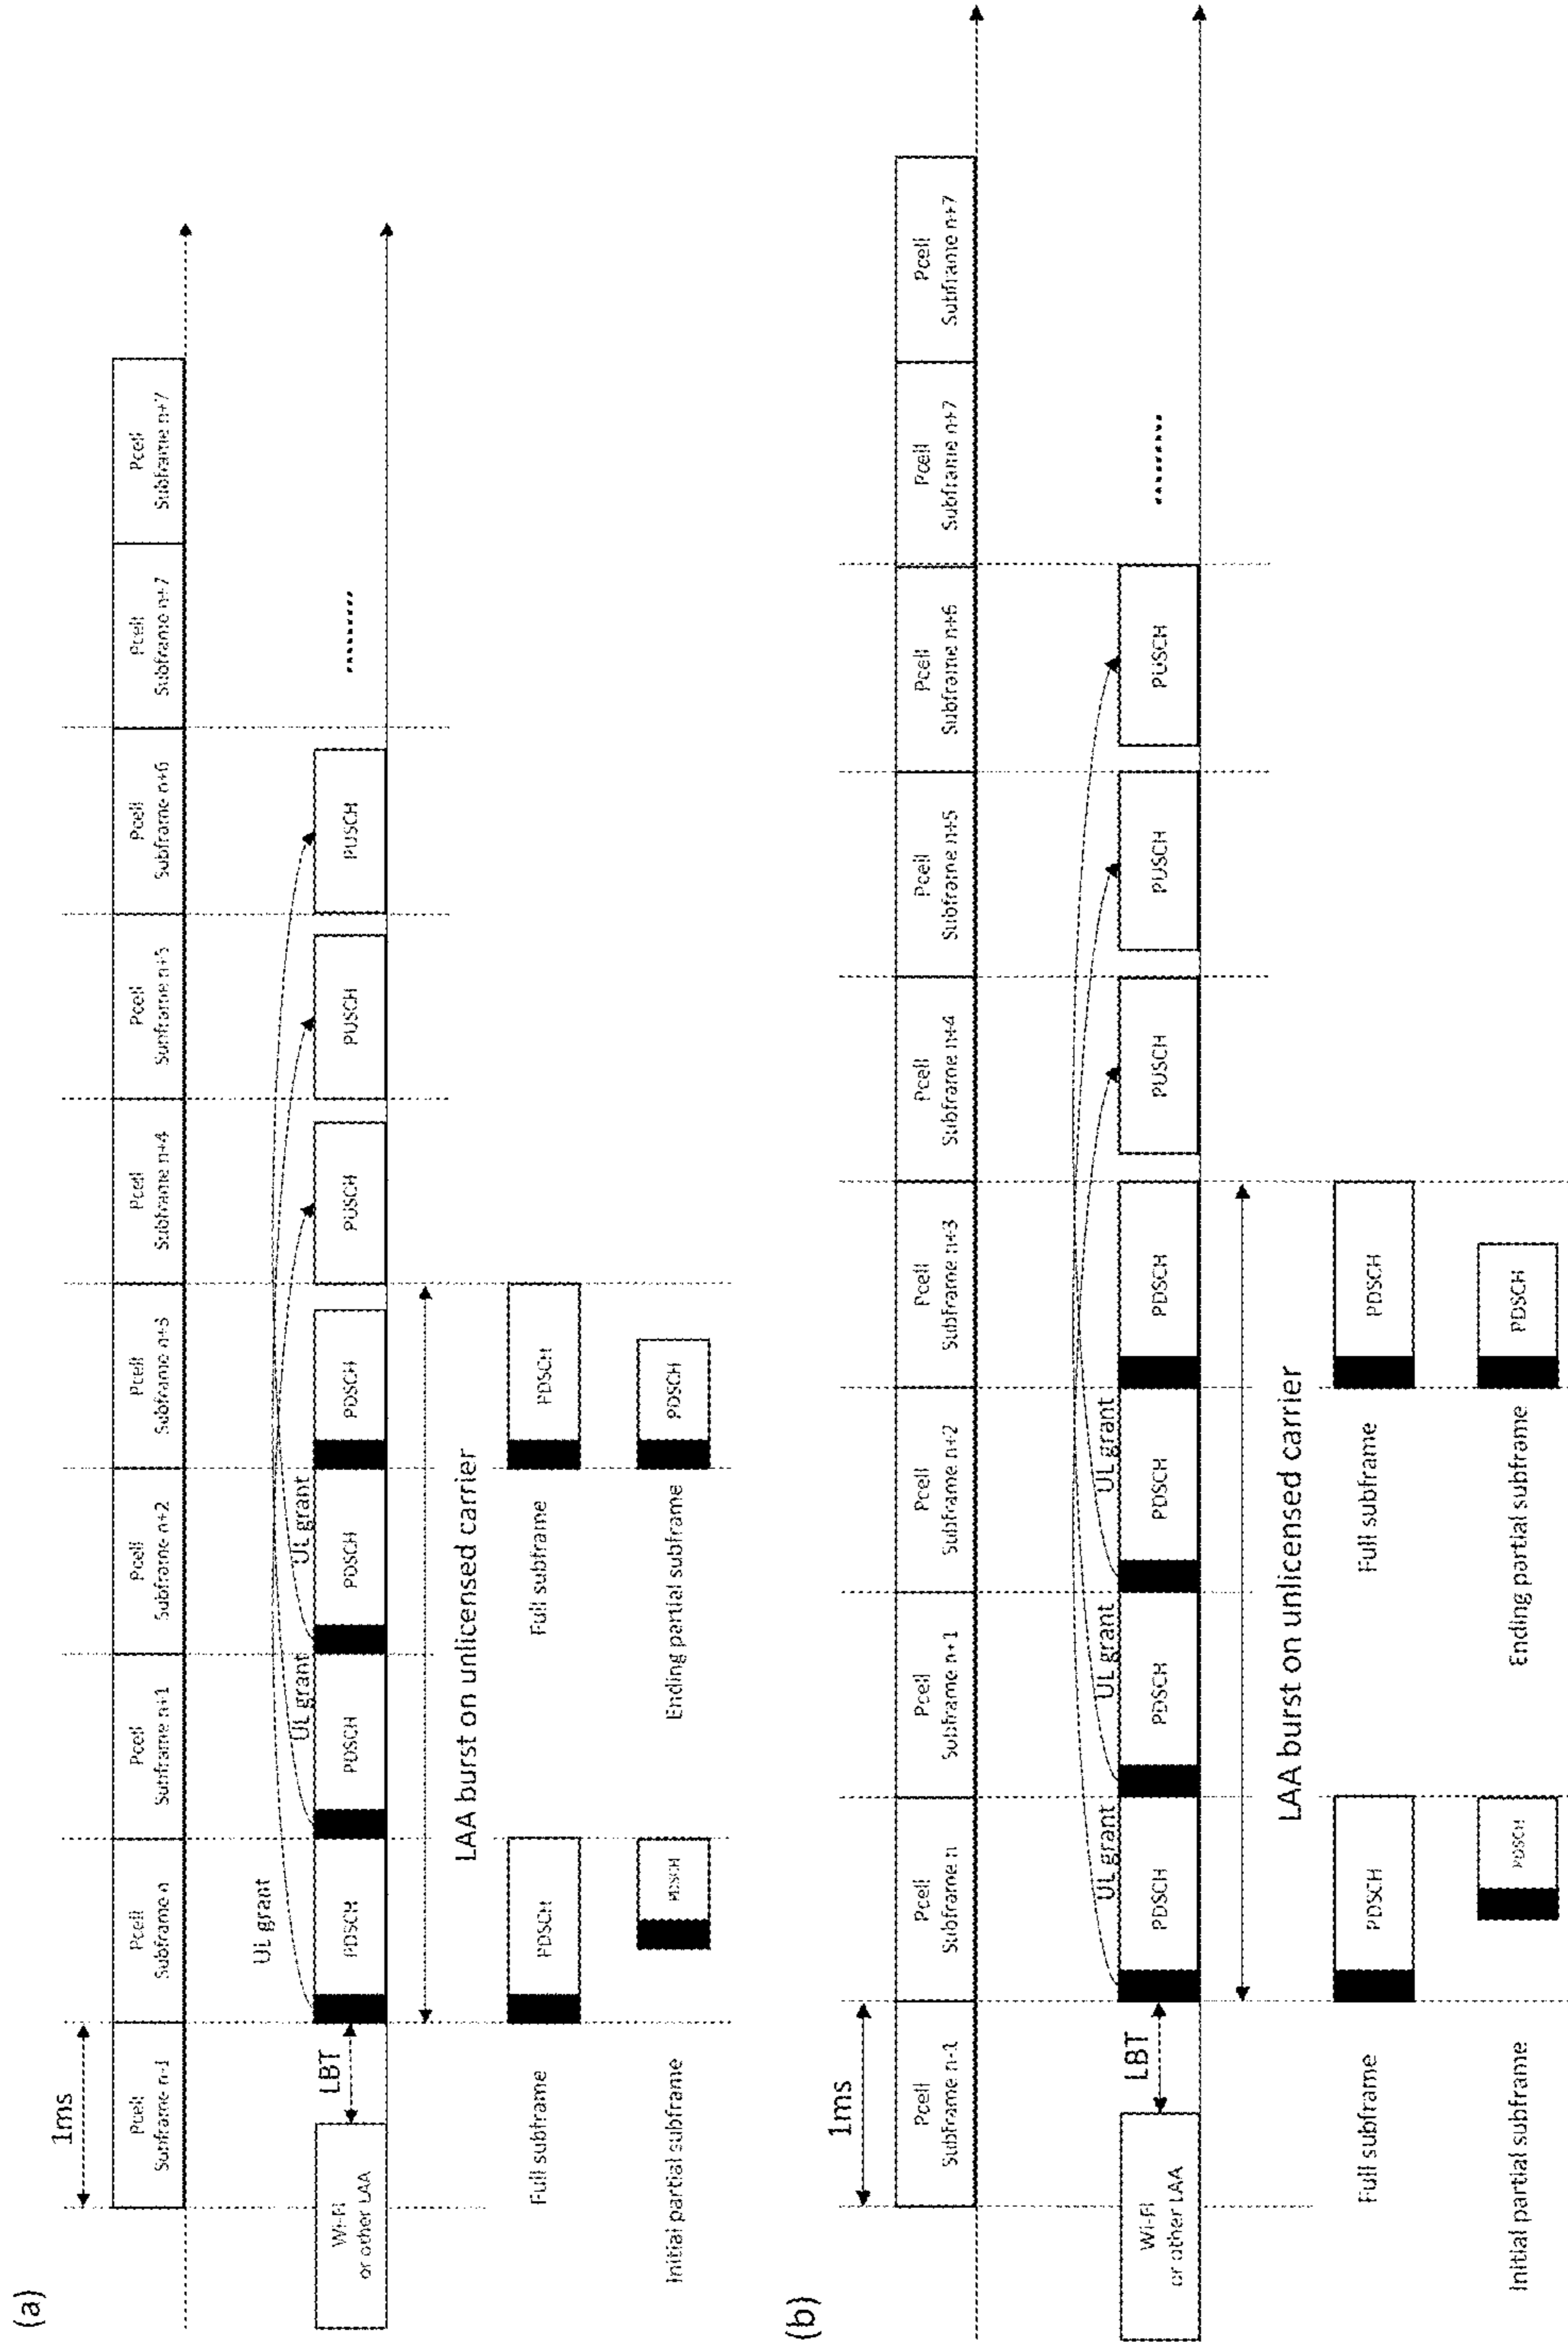 (a)
1ms
Pcell
Subframe n-1
Pcell
Subframe n
Pcell
Subframe n+1
Pcell
Subframe n+2
Pcell
Subframe n+3
Pcell
Subframe n+4
Pcell
Subframe n+5
Pcell
Subframe n+6
Pcell
Subframe n+7
Pcell
Subframe n+7
UL grant
UL grant
UL grant
Wi-Fi
or other LAA
LBT
PDSCH
PDSCH
PDSCH
PDSCH
PUSCH
PUSCH
PUSCH
.......
LAA burst on unlicensed carrier
Full subframe
PDSCH
Full subframe
PDSCH
Initial partial subframe
PDSCH
Ending partial subframe
PDSCH
(b)
1ms
Pcell
Subframe n-1
Pcell
Subframe n
Pcell
Subframe n+1
Pcell
Subframe n+2
Pcell
Subframe n+3
Pcell
Subframe n+4
Pcell
Subframe n+5
Pcell
Subframe n+6
Pcell
Subframe n+7
Pcell
Subframe n+7
UL grant
UL grant
UL grant
Wi-Fi
or other LAA
LBT
PDSCH
PDSCH
PDSCH
PDSCH
PUSCH
PUSCH
PUSCH
.......
LAA burst on unlicensed carrier
Full subframe
PDSCH
Full subframe
PDSCH
Initial partial subframe
PDSCH
Ending partial subframe
PDSCH